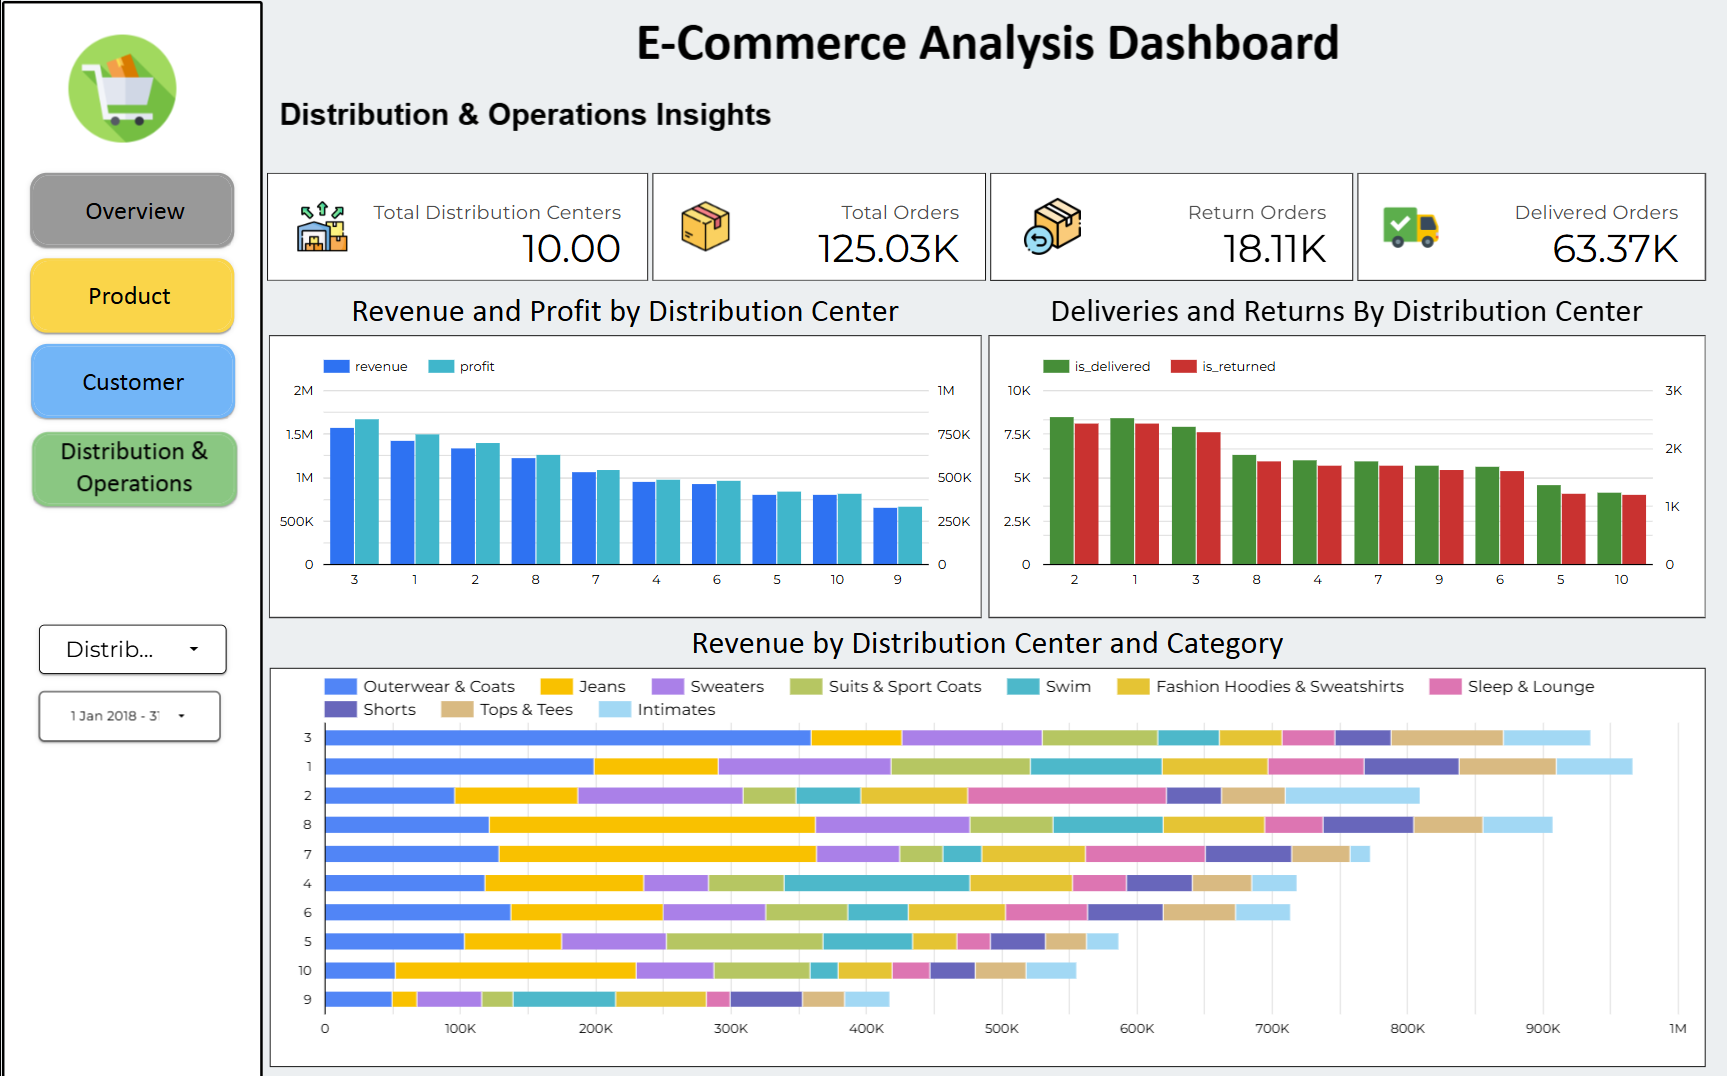 E-Commerce Analysis Dashboard
Distribution & Operations Insights
Overview
Product
Customer
Distribution &
Operations
Distrib...
1 Jan 2018 - 31
Total Distribution Centers
10.00
Total Orders
125.03K
Return Orders
18.11K
Delivered Orders
63.37K
Revenue and Profit by Distribution Center
revenue profit
2M 1M
1.5M 750K
1M 500K
500K 250K
0 0
3 1 2 8 7 4 6 5 10 9
Deliveries and Returns By Distribution Center
is_delivered is_returned
10K 3K
7.5K
2K
5K
1K
2.5K
0 0
2 1 3 8 4 7 9 6 5 10
Revenue by Distribution Center and Category
Outerwear & Coats Jeans Sweaters Suits & Sport Coats Swim Fashion Hoodies & Sweatshirts Sleep & Lounge
Shorts Tops & Tees Intimates
3
1
2
8
7
4
6
5
10
9
0 100K 200K 300K 400K 500K 600K 700K 800K 900K 1M